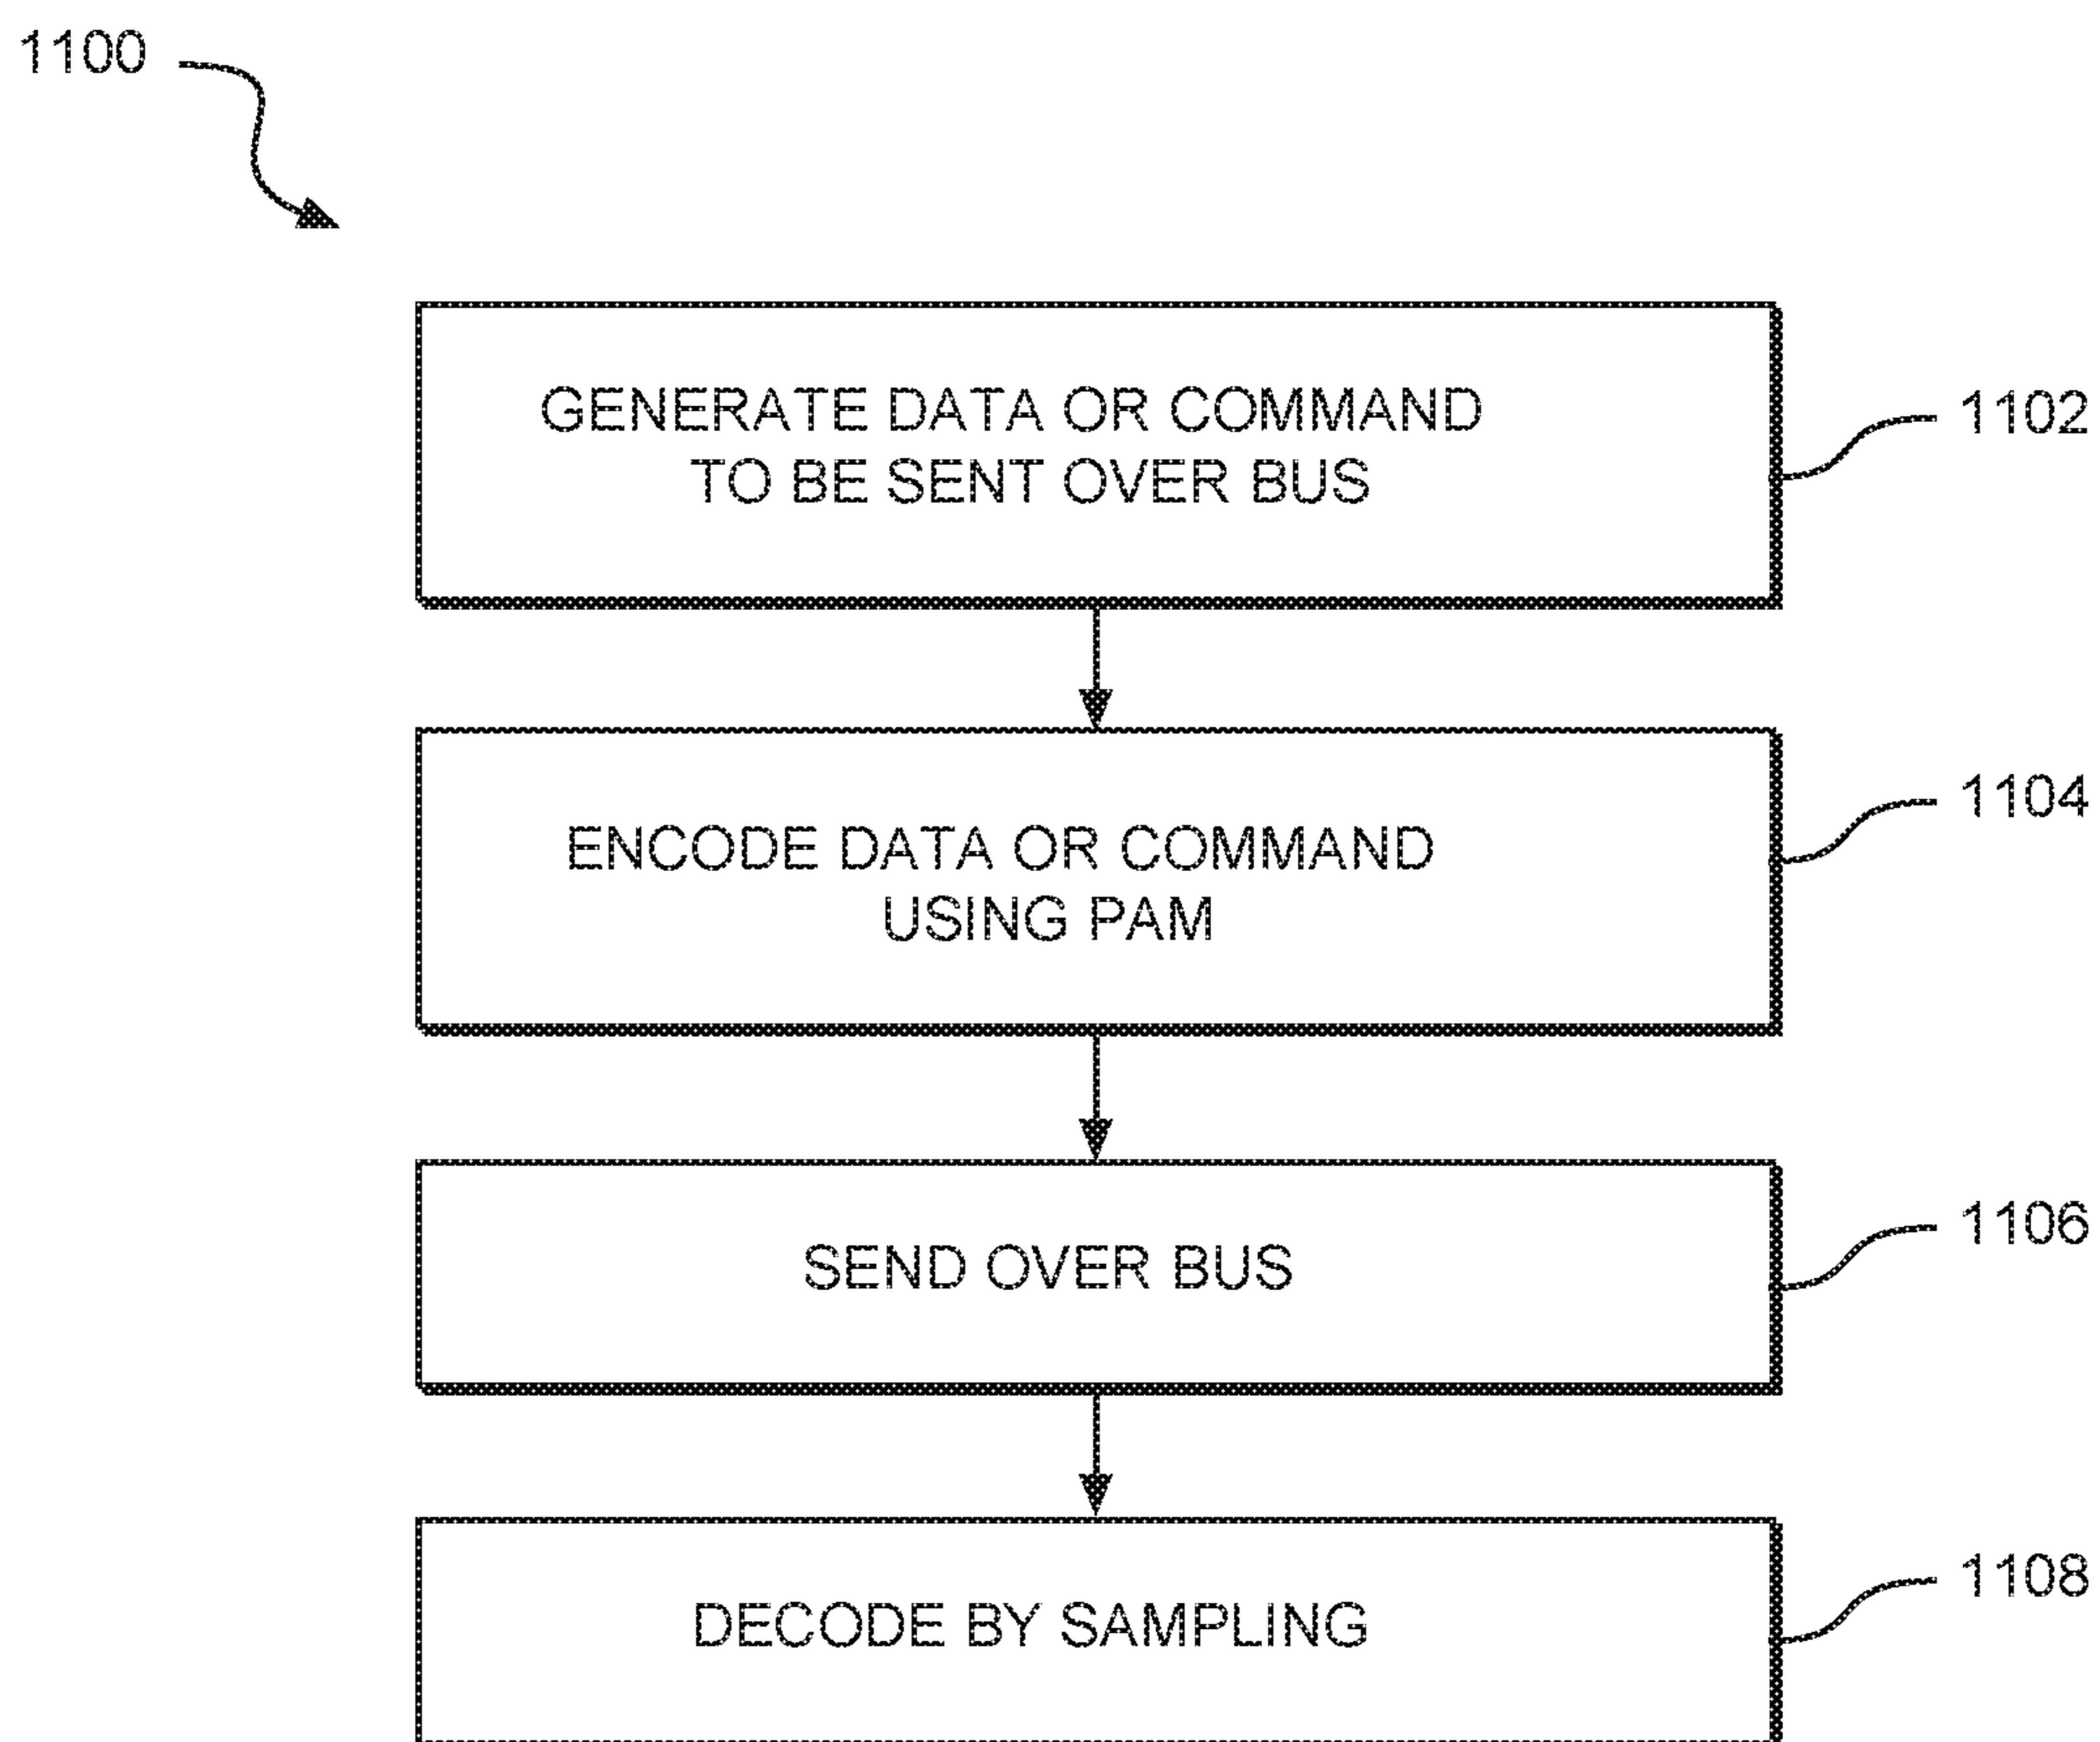 1100
GENERATE DATA OR COMMAND
TO BE SENT OVER BUS
1102
ENCODE DATA OR COMMAND
USING PAM
1104
SEND OVER BUS
1106
DECODE BY SAMPLING
1108